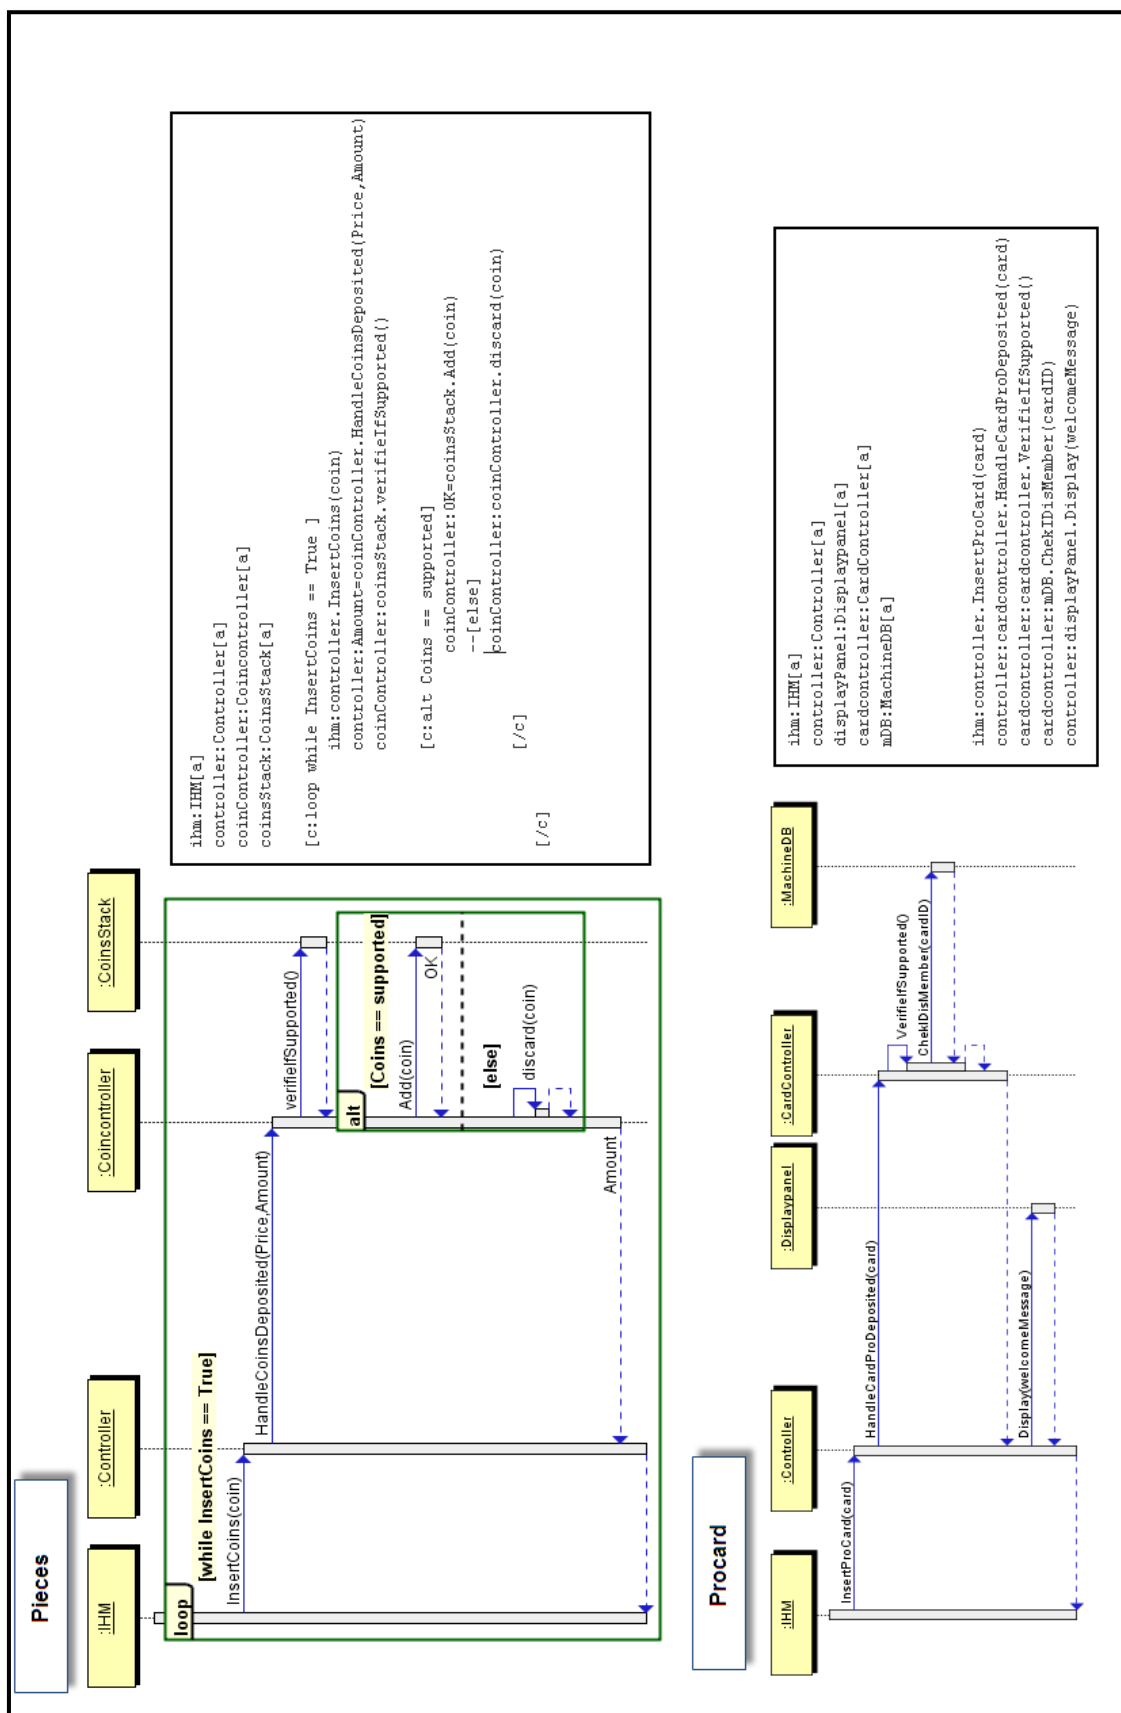 Pieces
:IHM
:Controller
:Coincontroller
:CoinsStack
loop
[while InsertCoins == True]
InsertCoins(coin)
HandleCoinsDeposited(Price,Amount)
verifieIfSupported()
alt
[Coins == supported]
Add(coin)
OK
[else]
discard(coin)
Amount
ihm:IHM[a]
controller:Controller[a]
coinController:Coincontroller[a]
coinsStack:CoinsStack[a]
[c:loop while InsertCoins == True ]
ihm:controller.InsertCoins(coin)
controller:Amount=coinController.HandleCoinsDeposited(Price,Amount)
coinController:coinsStack.verifieIfSupported()
[c:alt Coins == supported]
coinController:OK=coinsStack.Add(coin)
--[else]
coinController:coinController.discard(coin)
[/c]
[/c]
Procard
:IHM
:Controller
:Displaypanel
:CardController
:MachineDB
InsertProCard(card)
HandleCardProDeposited(card)
VerifieIfSupported()
ChekIDisMember(cardID)
Display(welcomeMessage)
ihm:IHM[a]
controller:Controller[a]
displayPanel:Displaypanel[a]
cardcontroller:CardController[a]
mDB:MachineDB[a]
ihm:controller.InsertProCard(card)
controller:cardcontroller.HandleCardProDeposited(card)
cardcontroller:cardcontroller.VerifieIfSupported()
cardcontroller:mDB.ChekIDisMember(cardID)
controller:displayPanel.Display(welcomeMessage)